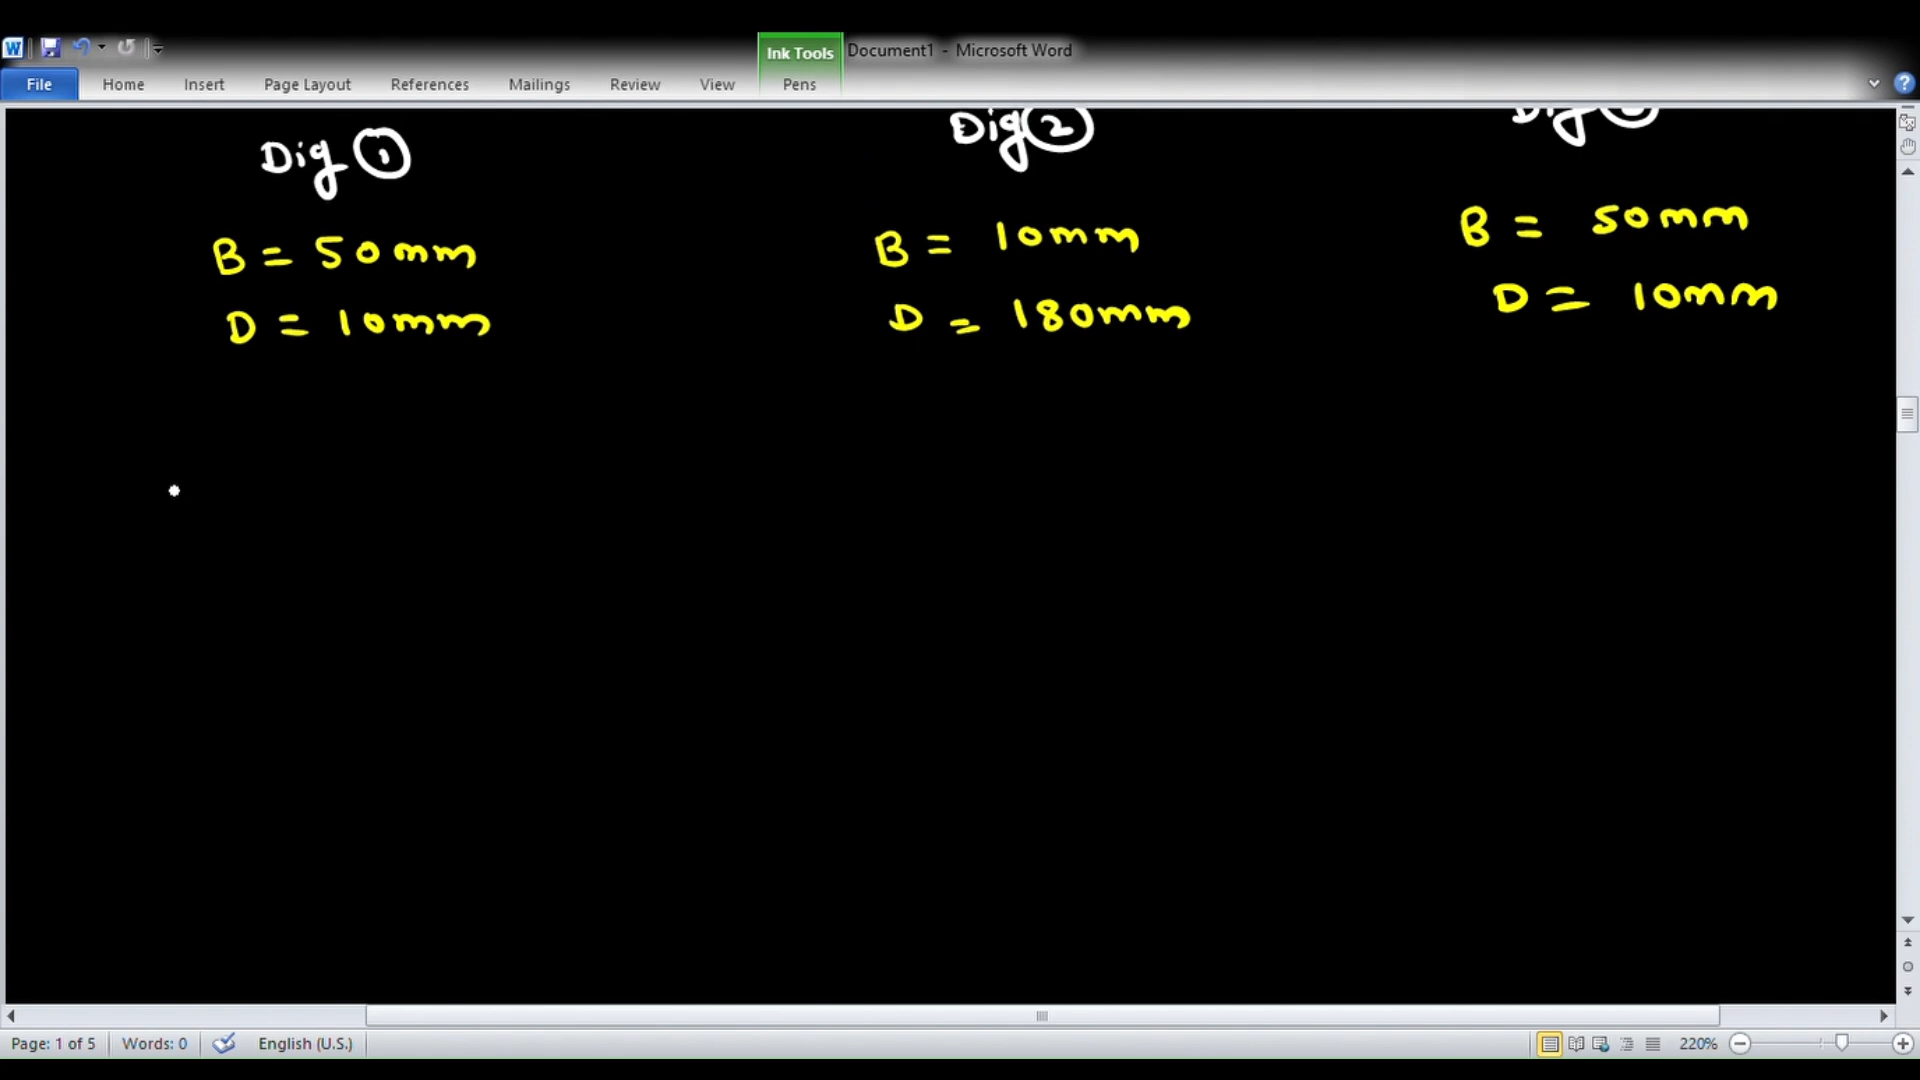 Ink Tools Document1 - Microsoft Word
File Home Insert Page Layout References Mailings Review View Pens
Dig 1
B = 50mm
D = 10mm
Dig 2
B = 10mm
D = 180mm
Dig
B = 50mm
D = 10mm
Page: 1 of 5 Words: 0 English (U.S.) 220%